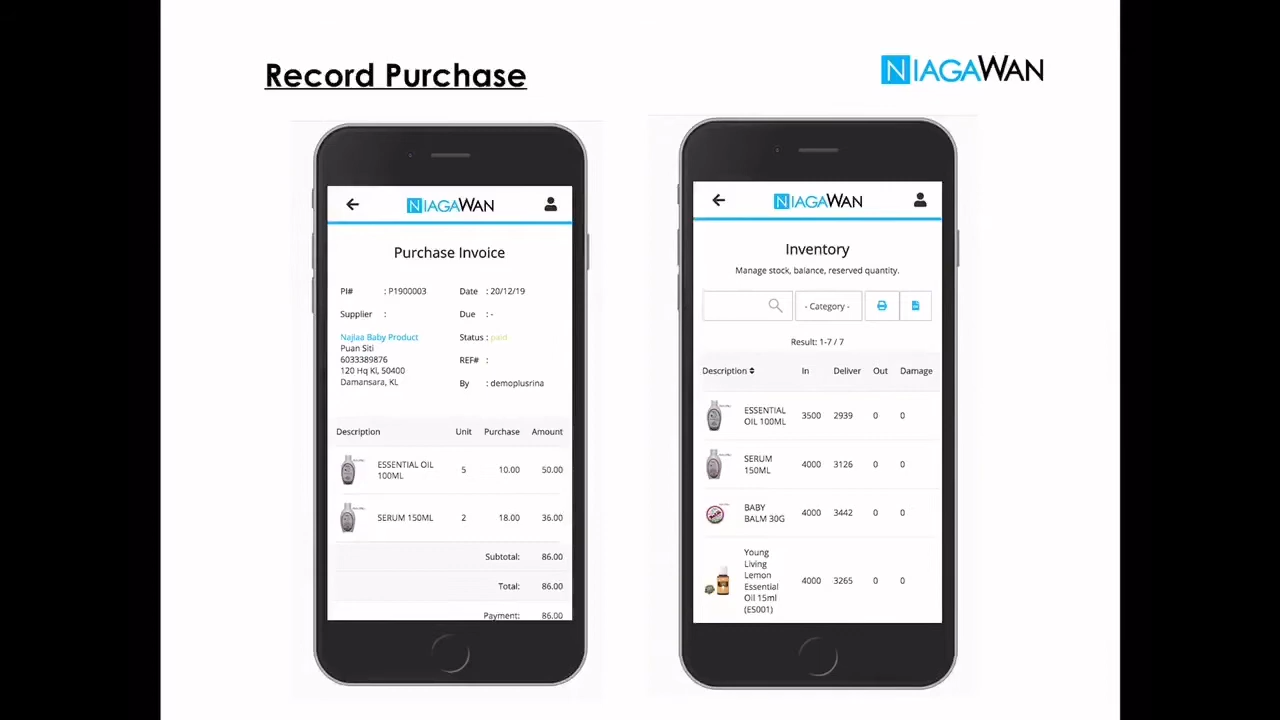 Record Purchase
NIAGAWAN
NIAGAWAN
Purchase Invoice
PI# : P1900003 Date : 20/12/19
Supplier : Due : -
Najlaa Baby Product Status : paid
Puan Siti
6033389876 REF# :
120 Hq Kl, 50400
Damansara, KL By : demoplusrina
Description Unit Purchase Amount
ESSENTIAL OIL
100ML 5 10.00 50.00
SERUM 150ML 2 18.00 36.00
Subtotal: 86.00
Total: 86.00
Payment: 86.00
NIAGAWAN
Inventory
Manage stock, balance, reserved quantity.
- Category -
Result: 1-7 / 7
Description In Deliver Out Damage
ESSENTIAL
OIL 100ML 3500 2939 0 0
SERUM
150ML 4000 3126 0 0
BABY
BALM 30G 4000 3442 0 0
Young
Living
Lemon 4000 3265 0 0
Essential
Oil 15ml
(ES001)